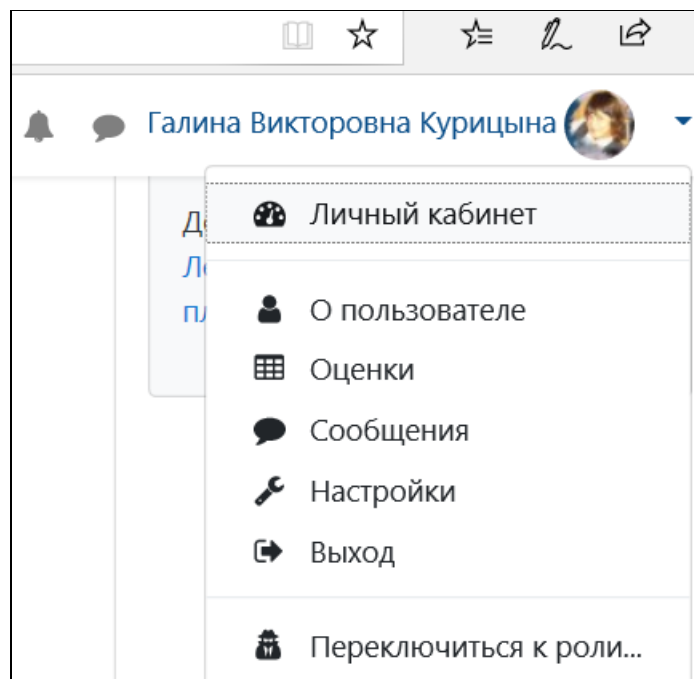 Галина Викторовна Курицына
Личный кабинет
О пользователе
Оценки
Сообщения
Настройки
Выход
Переключиться к роли...